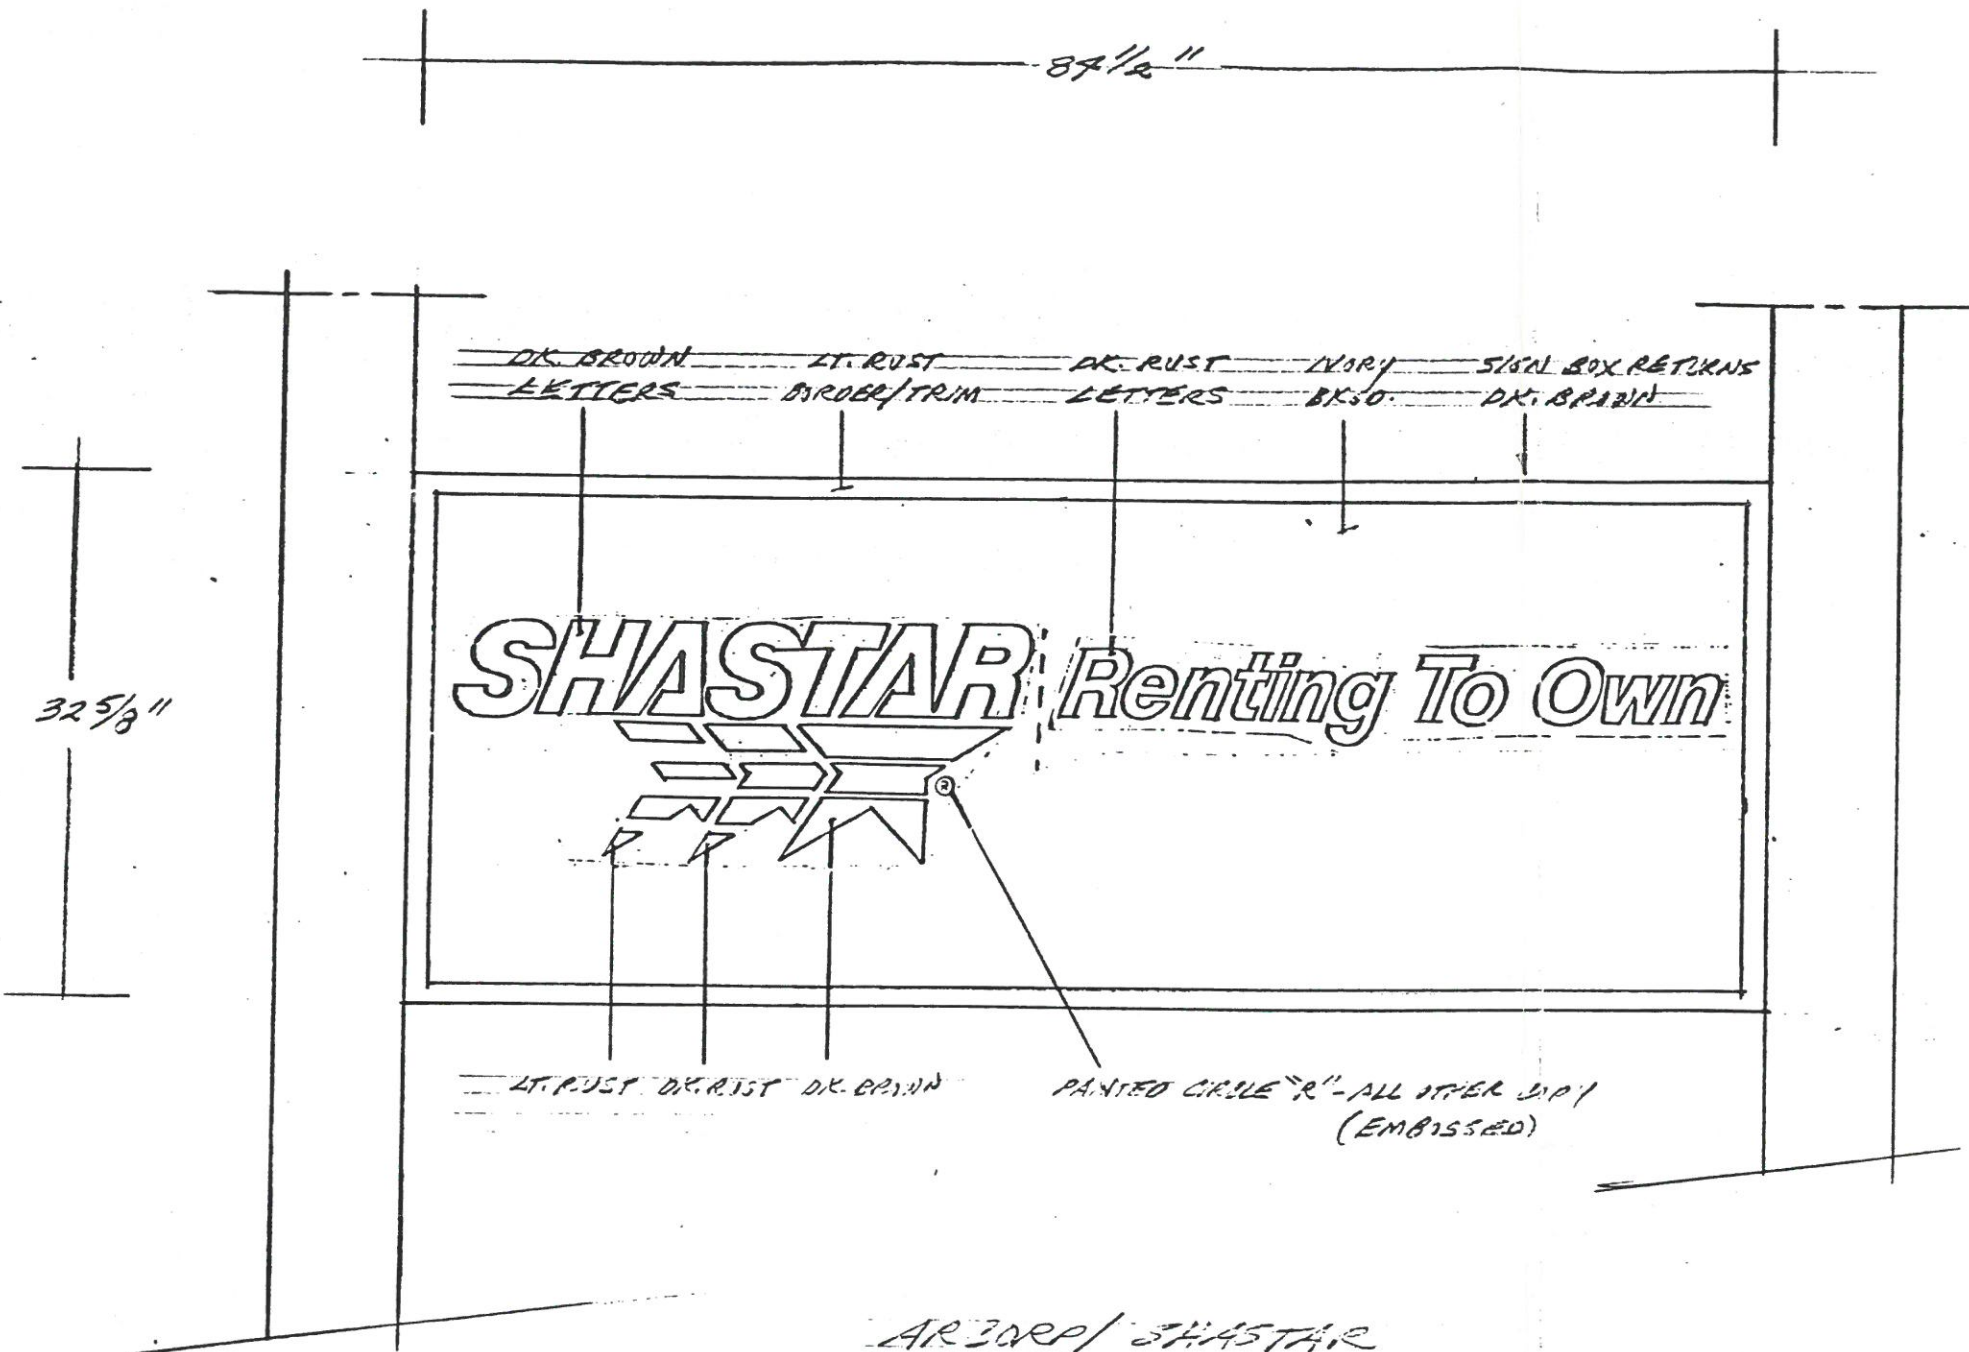 84 1/2"
DK. BROWN LT. RUST DK. RUST IVORY SIGN BOX RETURNS
LETTERS BORDER/TRIM LETTERS BKGD. DK. BROWN
32 5/8"
SHASTAR Renting To Own
®
LT. RUST DK. RUST DK. BROWN
PAINTED CIRCLE "R" - ALL OTHER COPY
(EMBOSSED)
/ SHASTAR